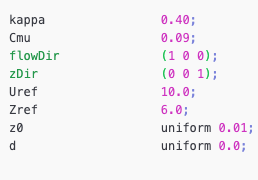 kappa 0.40;
Cmu 0.09;
flowDir (1 0 0);
zDir (0 0 1);
Uref 10.0;
Zref 6.0;
z0 uniform 0.01;
d uniform 0.0;